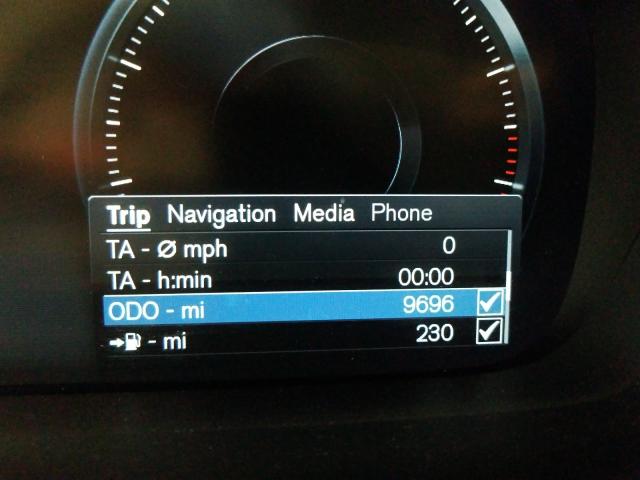 Trip Navigation Media Phone
TA - Ø mph 0
TA - h:min 00:00
ODO - mi 9696
- mi 230